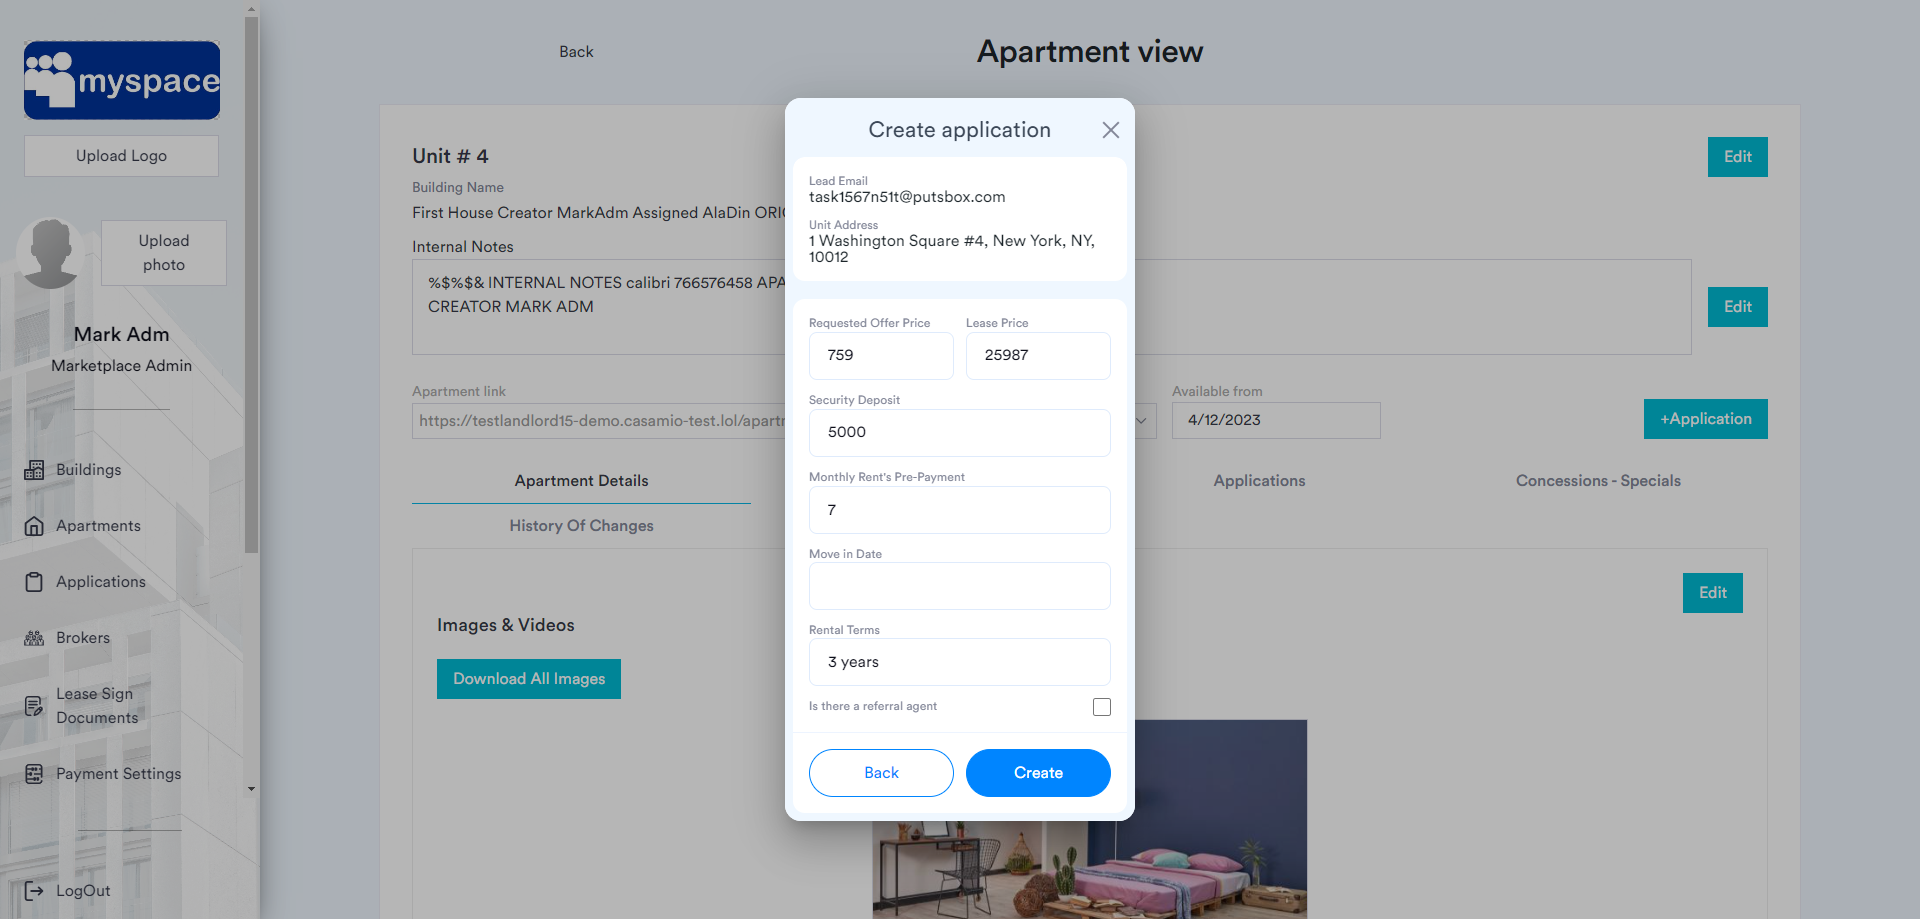 myspace
Upload Logo
Upload
photo
Mark Adm
Marketplace Admin
Buildings
Apartments
Applications
Brokers
Lease Sign
Documents
Payment Settings
LogOut
Back
Apartment view
Unit # 4
Edit
Building Name
First House Creator MarkAdm Assigned AlaDin
Internal Notes
%$%$& INTERNAL NOTES calibri 766576458
CREATOR MARK ADM
Edit
Apartment link
https://testlandlord15-demo.casamio-test.lol/apartm
Available from
4/12/2023
+Application
Apartment Details
Applications
Concessions - Specials
History Of Changes
Edit
Images & Videos
Download All Images
Create application
Lead Email
task1567n51t@putsbox.com
Unit Address
1 Washington Square #4, New York, NY,
10012
Requested Offer Price
Lease Price
759
25987
Security Deposit
5000
Monthly Rent's Pre-Payment
7
Move in Date
Rental Terms
3 years
Is there a referral agent
Back
Create